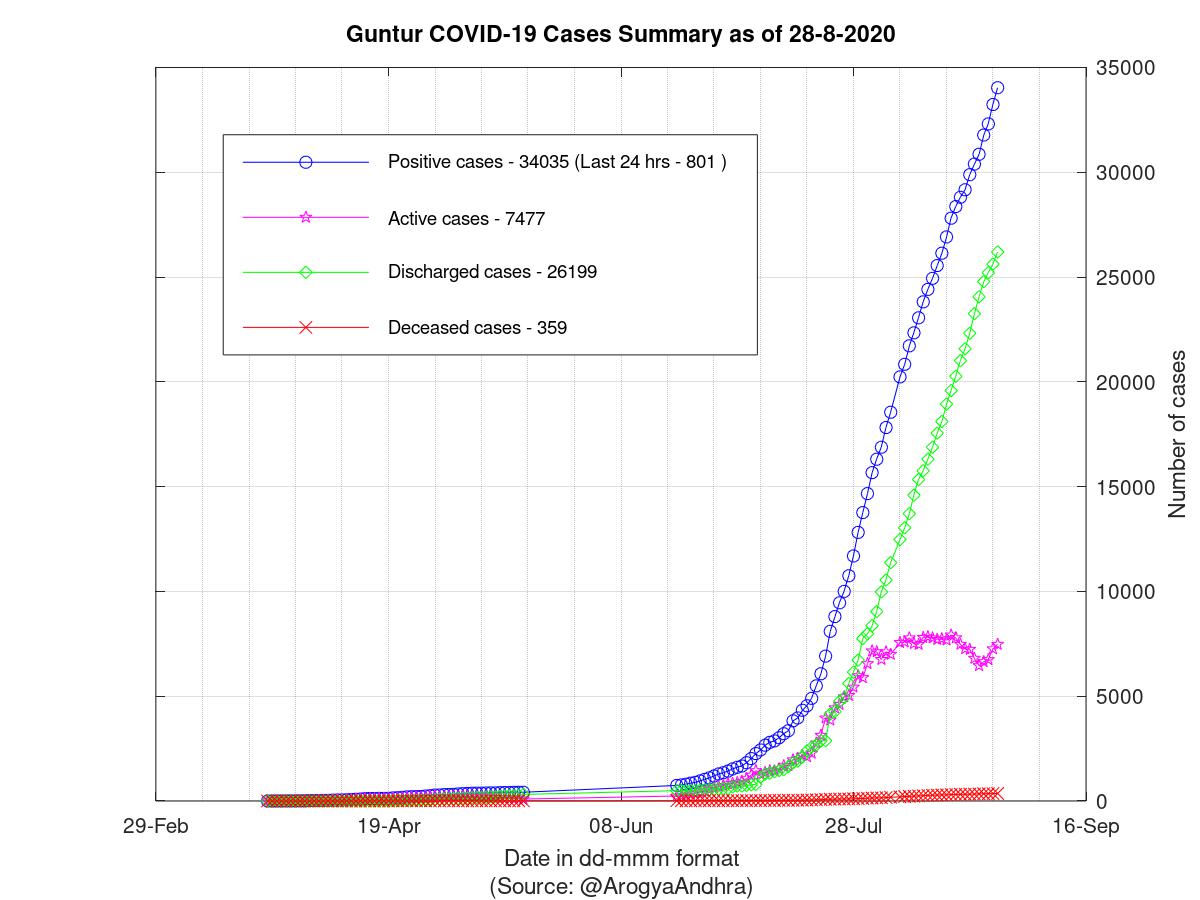 Guntur COVID-19 Cases Summary as of 28-8-2020
Positive cases - 34035 (Last 24 hrs - 801 )
Active cases - 7477
Discharged cases - 26199
Deceased cases - 359
35000
30000
25000
20000
15000
10000
5000
0
Number of cases
29-Feb 19-Apr 08-Jun 28-Jul 16-Sep
Date in dd-mmm format
(Source: @ArogyaAndhra)